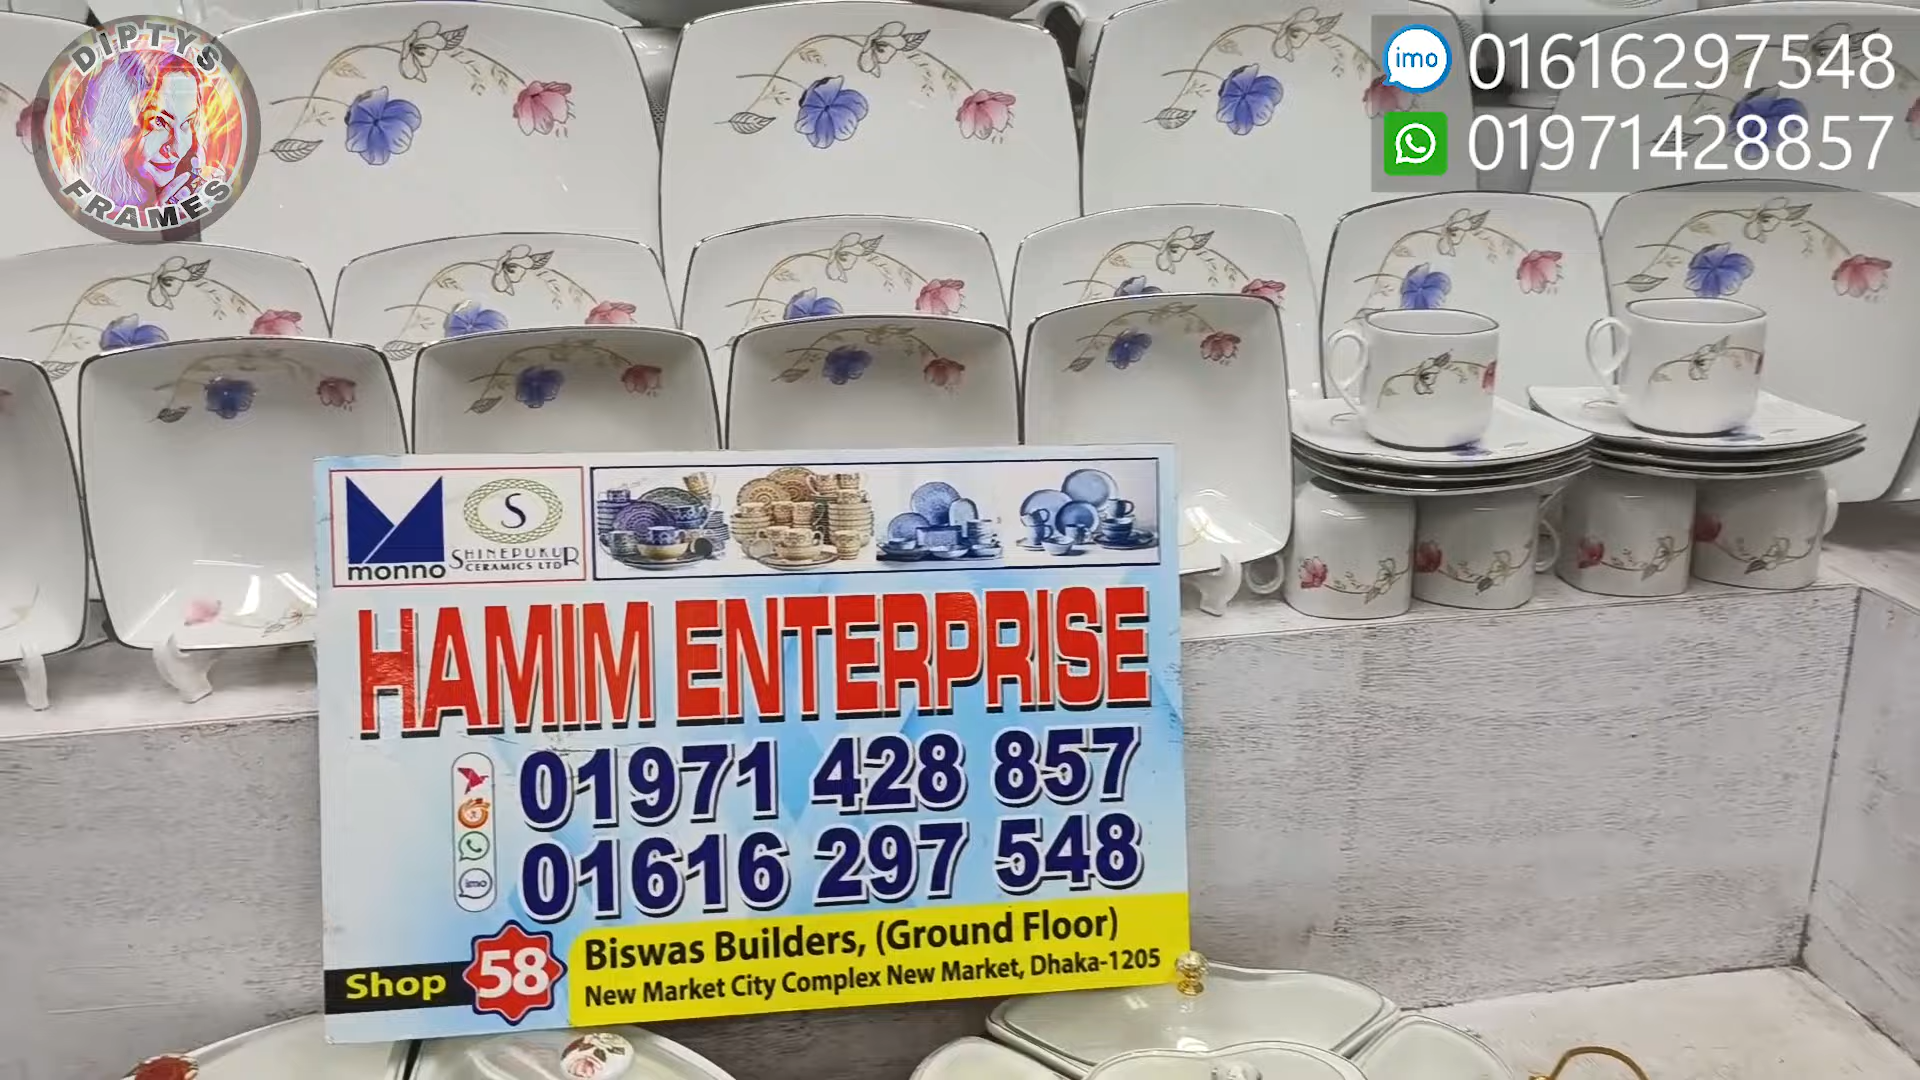 DIPTYS
FRAMES
imo 01616297548
01971428857
monno
S
SHINEPUKUR
CERAMICS LTD
HAMIM ENTERPRISE
01971 428 857
imo
01616 297 548
Shop 58
Biswas Builders, (Ground Floor)
New Market City Complex New Market, Dhaka-1205